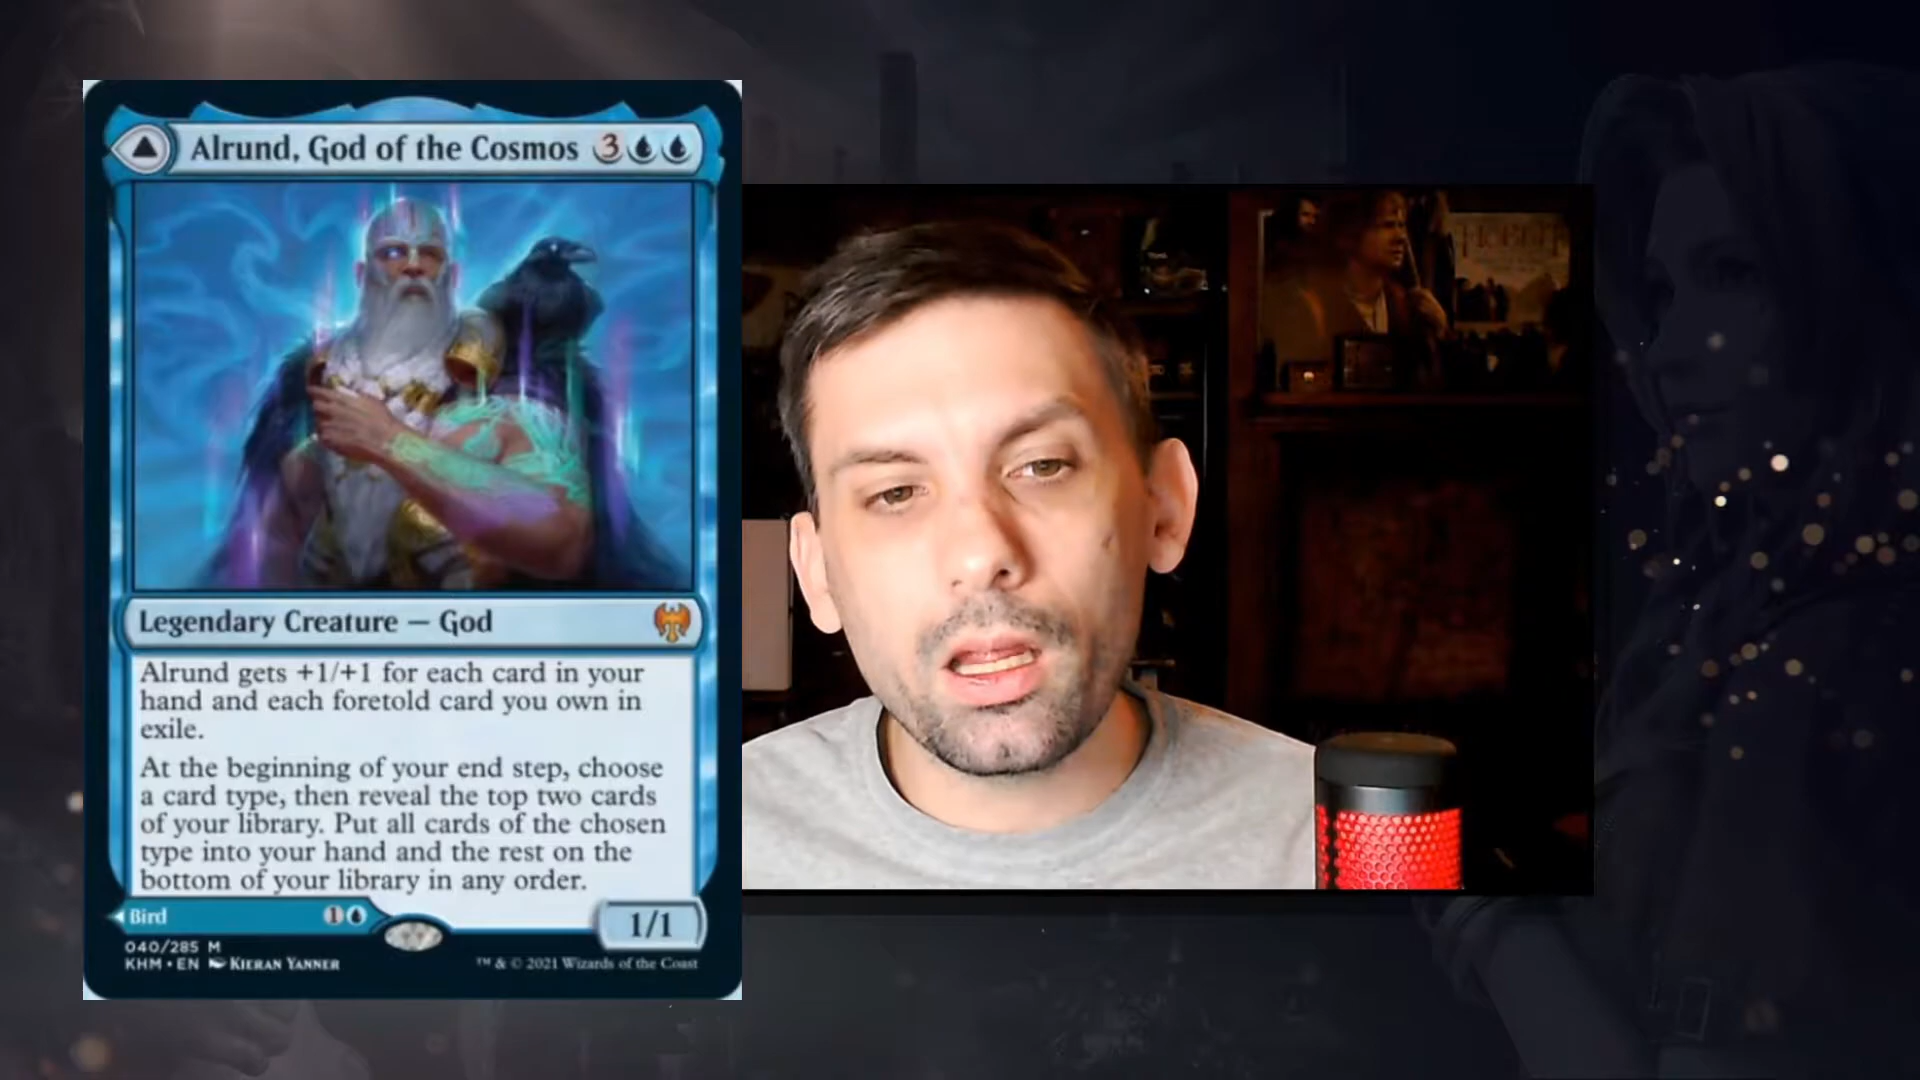 Alrund, God of the Cosmos 3
Legendary Creature — God
Alrund gets +1/+1 for each card in your
hand and each foretold card you own in
exile.
At the beginning of your end step, choose
a card type, then reveal the top two cards
of your library. Put all cards of the chosen
type into your hand and the rest on the
bottom of your library in any order.
Bird 1
1/1
040/285 M
KHM • EN KIERAN YANNER
™ & © 2021 Wizards of the Coast
HOBBIT